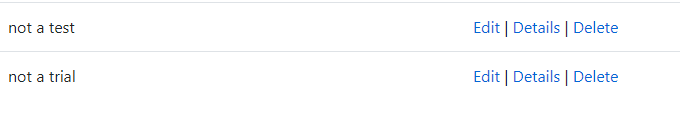 not a test Edit | Details | Delete
not a trial Edit | Details | Delete